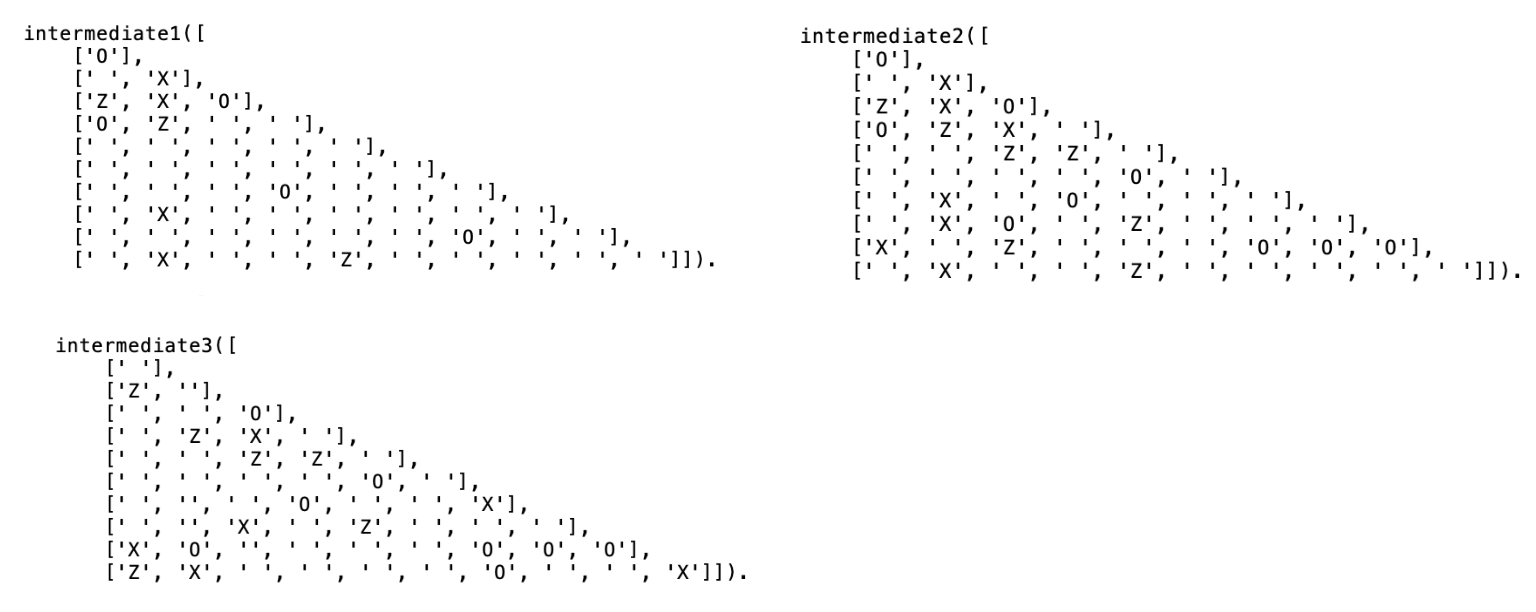 intermediate1([
['O'],
[' ', 'X'],
['Z', 'X', 'O'],
['O', 'Z', ' ', ' '],
[' ', ' ', ' ', ' ', ' '],
[' ', ' ', ' ', ' ', ' ', ' '],
[' ', ' ', ' ', 'O', ' ', ' ', ' '],
[' ', 'X', ' ', ' ', ' ', ' ', ' ', ' '],
[' ', ' ', ' ', ' ', ' ', ' ', 'O', ' ', ' '],
[' ', 'X', ' ', ' ', 'Z', ' ', ' ', ' ', ' ', ' ']]).
intermediate2([
['O'],
[' ', 'X'],
['Z', 'X', 'O'],
['O', 'Z', 'X', ' '],
[' ', ' ', 'Z', 'Z', ' '],
[' ', ' ', ' ', ' ', 'O', ' '],
[' ', 'X', ' ', 'O', ' ', ' ', ' '],
[' ', 'X', 'O', ' ', 'Z', ' ', ' ', ' '],
['X', ' ', 'Z', ' ', ' ', ' ', 'O', 'O', 'O'],
[' ', 'X', ' ', ' ', 'Z', ' ', ' ', ' ', ' ', ' ']]).
intermediate3([
[' '],
['Z', ''],
[' ', ' ', 'O'],
[' ', 'Z', 'X', ' '],
[' ', ' ', 'Z', 'Z', ' '],
[' ', ' ', ' ', ' ', 'O', ' '],
[' ', '', ' ', 'O', ' ', ' ', 'X'],
[' ', '', 'X', ' ', 'Z', ' ', ' ', ' '],
['X', 'O', '', ' ', ' ', ' ', 'O', 'O', 'O'],
['Z', 'X', ' ', ' ', ' ', ' ', 'O', ' ', ' ', 'X']]).